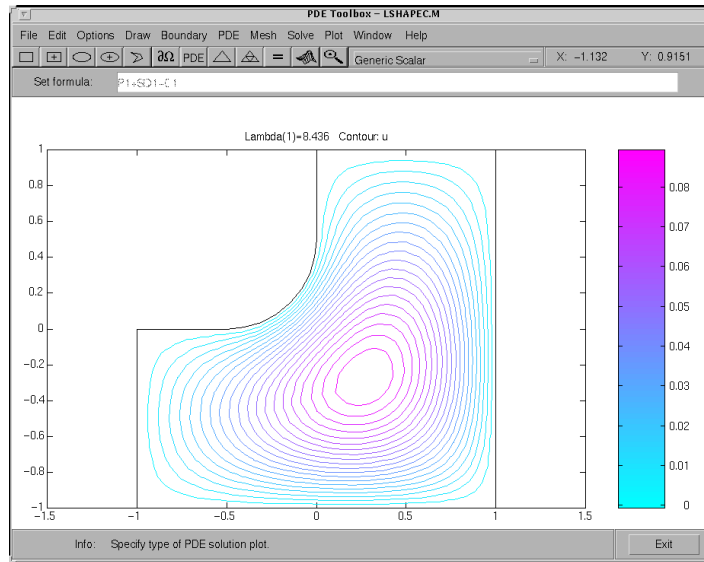 PDE Toolbox - LSHAPEC.M
File Edit Options Draw Boundary PDE Mesh Solve Plot Window Help
∂Ω PDE = Generic Scalar X: -1.132 Y: 0.9151
Set formula:
Lambda(1)=8.436 Contour: u
1
0.8
0.6
0.4
0.2
0
-0.2
-0.4
-0.6
-0.8
-1
-1.5 -1 -0.5 0 0.5 1 1.5
0.08
0.07
0.06
0.05
0.04
0.03
0.02
0.01
0
Info: Specify type of PDE solution plot.
Exit